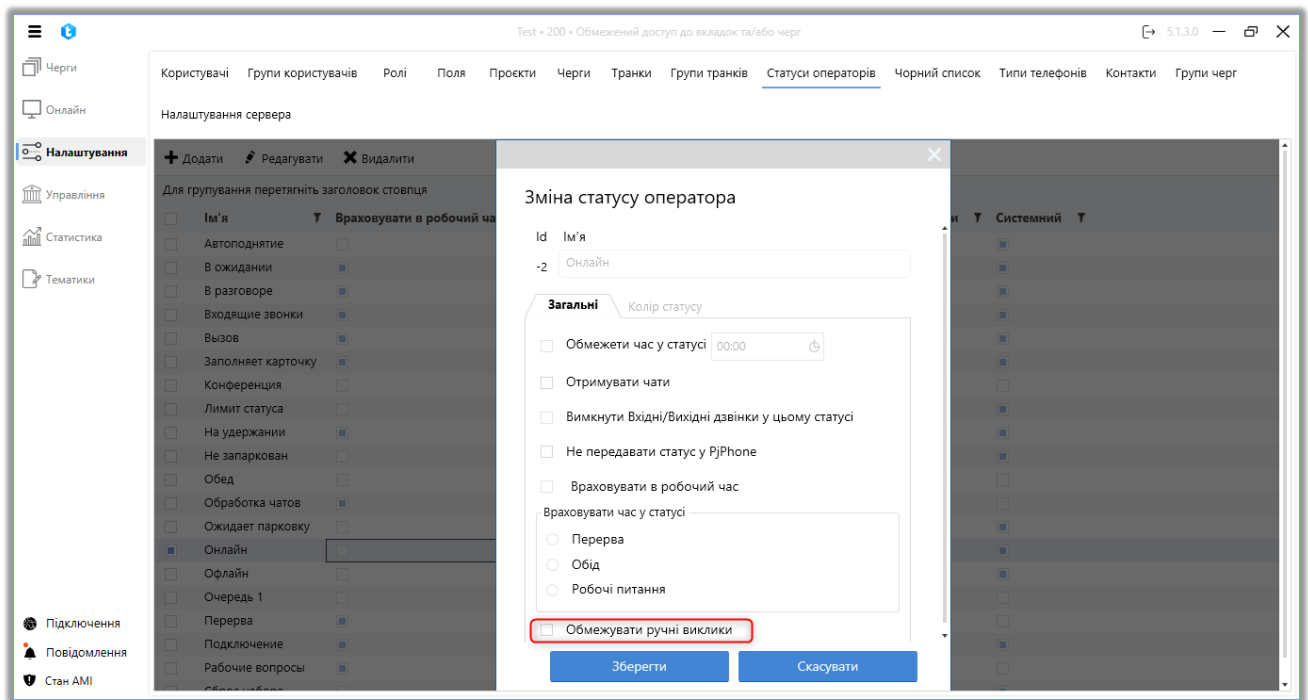 Test • 200 • Обмежений доступ до вкладок та/або черг
5.1.3.0
Черги
Онлайн
Налаштування
Управління
Статистика
Тематики
Підключення
Повідомлення
Стан AMI
Користувачі Групи користувачів Ролі Поля Проєкти Черги Транки Групи транків Статуси операторів Чорний список Типи телефонів Контакти Групи черг
Налаштування сервера
Додати Редагувати Видалити
Для групування перетягніть заголовок стовпця
Ім'я Враховувати в робочий ча и Системний
Автоподнятие
В ожидании
В разговоре
Входящие звонки
Вызов
Заполняет карточку
Конференция
Лимит статуса
На удержании
Не запаркован
Обед
Обработка чатов
Ожидает парковку
Онлайн
Офлайн
Очередь 1
Перерва
Подключение
Рабочие вопросы
Зміна статусу оператора
Id Ім'я
-2 Онлайн
Загальні Колір статусу
Обмежети час у статусі 00:00
Отримувати чати
Вимкнути Вхідні/Вихідні дзвінки у цьому статусі
Не передавати статус у PjPhone
Враховувати в робочий час
Враховувати час у статусі
Перерва
Обід
Робочі питання
Обмежувати ручні виклики
Зберегти Скасувати